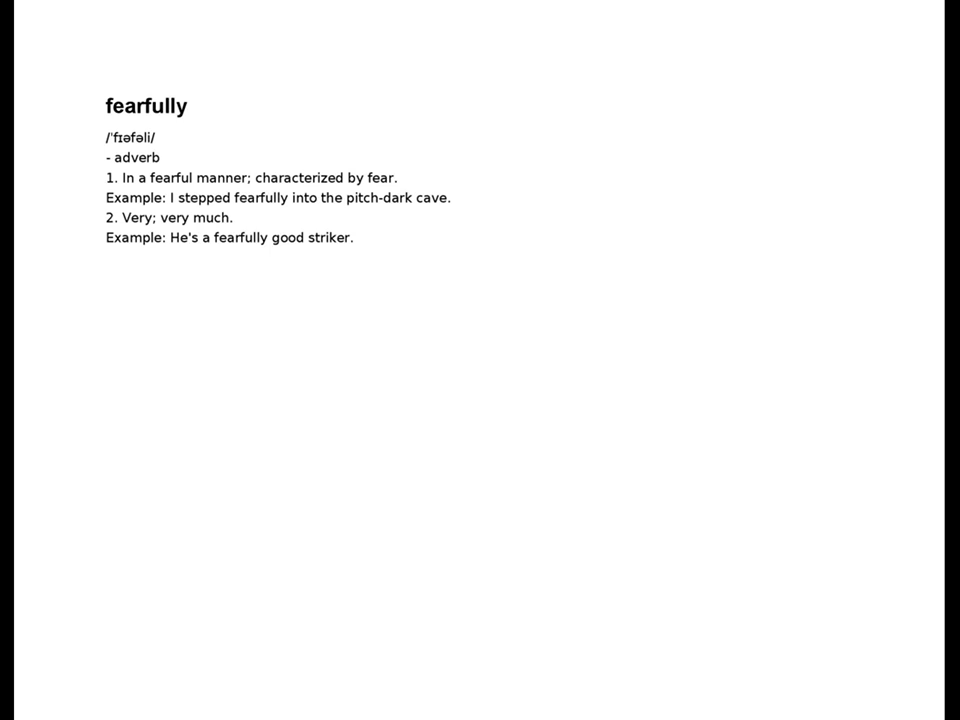 fearfully
/ˈfɪəfəli/
- adverb
1. In a fearful manner; characterized by fear.
Example: I stepped fearfully into the pitch-dark cave.
2. Very; very much.
Example: He's a fearfully good striker.